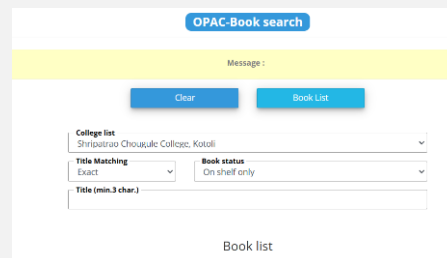 OPAC-Book search
Message :
Clear
Book List
College list
Shripatrao Chougule College, Kotoli
Title Matching
Exact
Book status
On shelf only
Title (min.3 char.)
Book list